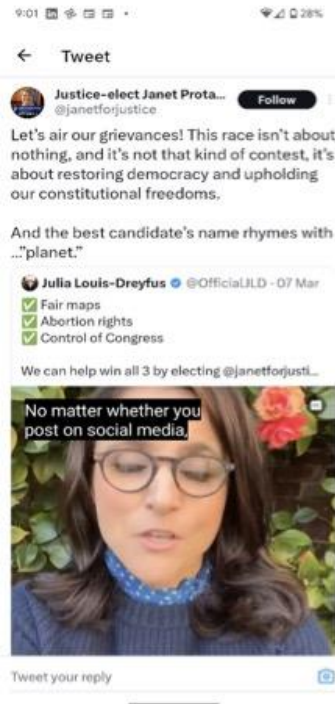 9:01
28%
← Tweet
Justice-elect Janet Prota...
Follow
@janetforjustice
Let's air our grievances! This race isn't about
nothing, and it's not that kind of contest, it's
about restoring democracy and upholding
our constitutional freedoms.
And the best candidate's name rhymes with
..."planet."
Julia Louis-Dreyfus @OfficialJLD · 07 Mar
✅ Fair maps
✅ Abortion rights
✅ Control of Congress
We can help win all 3 by electing @janetforjusti...
No matter whether you
post on social media,
Tweet your reply